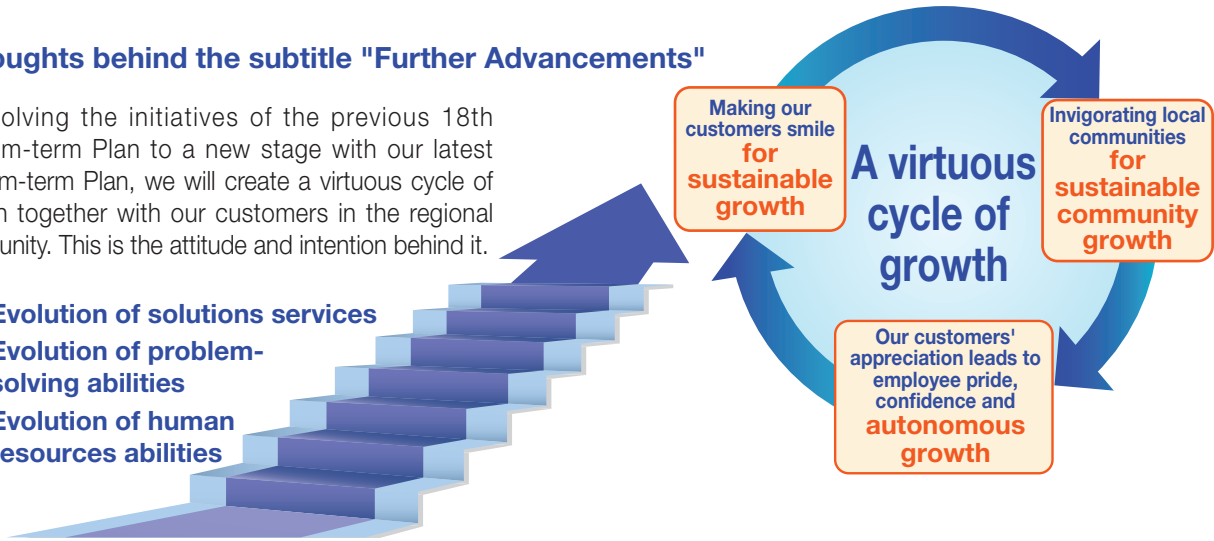 oughts behind the subtitle "Further Advancements"
olving the initiatives of the previous 18th
m-term Plan to a new stage with our latest
m-term Plan, we will create a virtuous cycle of
h together with our customers in the regional
unity. This is the attitude and intention behind it.
Evolution of solutions services
Evolution of problem-
solving abilities
Evolution of human
resources abilities
Making our
customers smile
for
sustainable
growth
A virtuous
cycle of
growth
Invigorating local
communities
for
sustainable
community
growth
Our customers'
appreciation leads to
employee pride,
confidence and
autonomous
growth